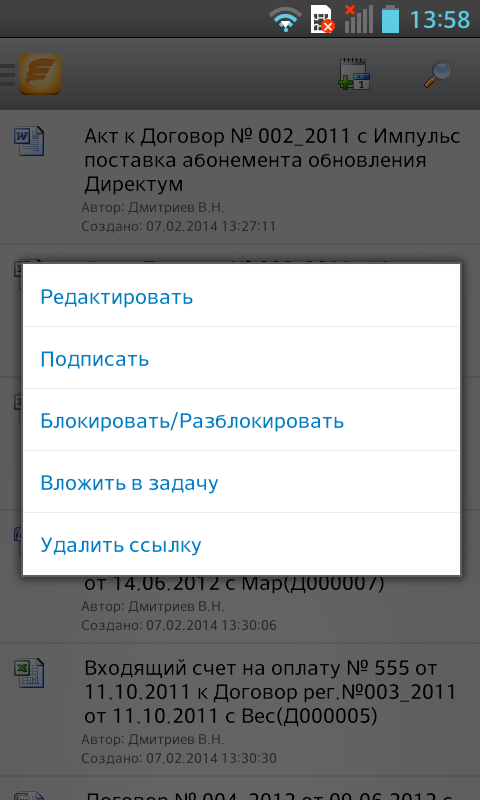 13:58
1
Акт к Договор № 002_2011 с Импульс
поставка абонемента обновления
Директум
Автор: Дмитриев В.Н.
Создано: 07.02.2014 13:27:11
Редактировать
Подписать
Блокировать/Разблокировать
Вложить в задачу
Удалить ссылку
от 14.06.2012 с Мар(Д000007)
Автор: Дмитриев В.Н.
Создано: 07.02.2014 13:30:06
Входящий счет на оплату № 555 от
11.10.2011 к Договор рег.№003_2011
от 11.10.2011 с Вес(Д000005)
Автор: Дмитриев В.Н.
Создано: 07.02.2014 13:30:30
Договор № 004_2012 от 09.06.2012 с